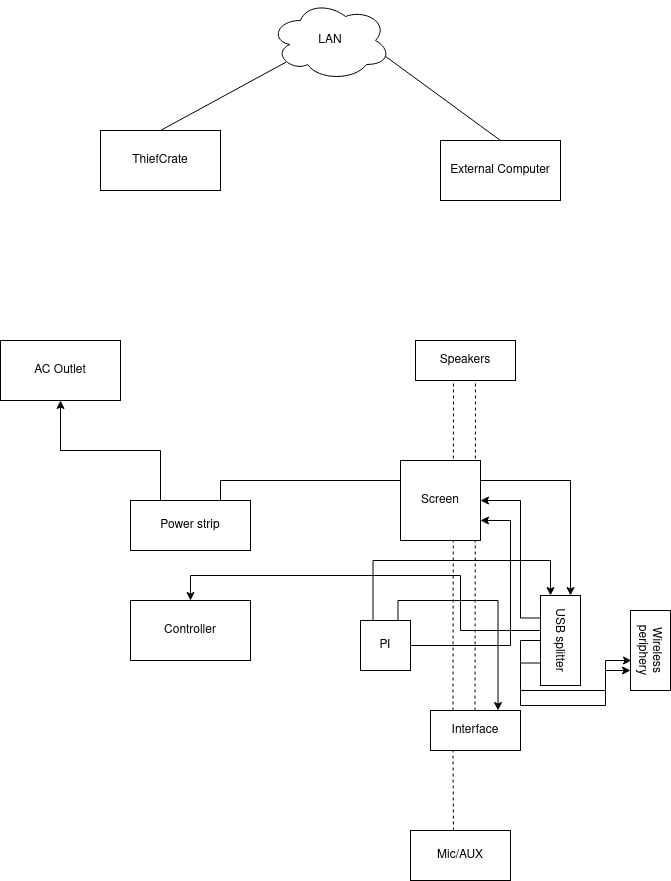 LAN
ThiefCrate
External Computer
AC Outlet
Speakers
Screen
Power strip
Controller
PI
USB splitter
Wireless
periphery
Interface
Mic/AUX